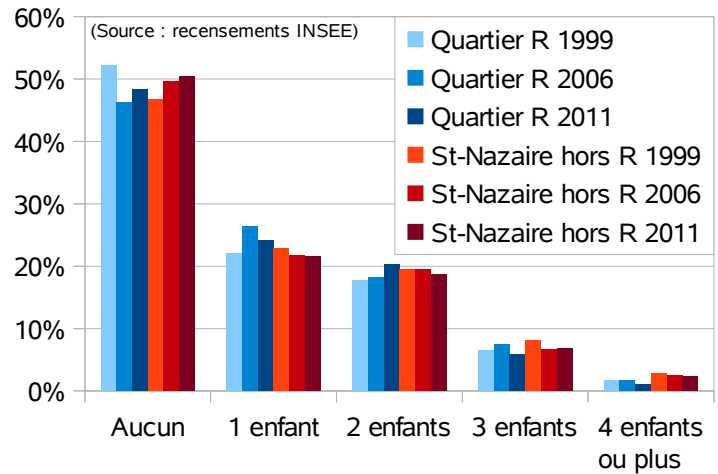 60%
(Source : recensements INSEE)
50%
40%
30%
20%
10%
0%
Quartier R 1999
Quartier R 2006
Quartier R 2011
St-Nazaire hors R 1999
St-Nazaire hors R 2006
St-Nazaire hors R 2011
Aucun
1 enfant
2 enfants
3 enfants
4 enfants
ou plus